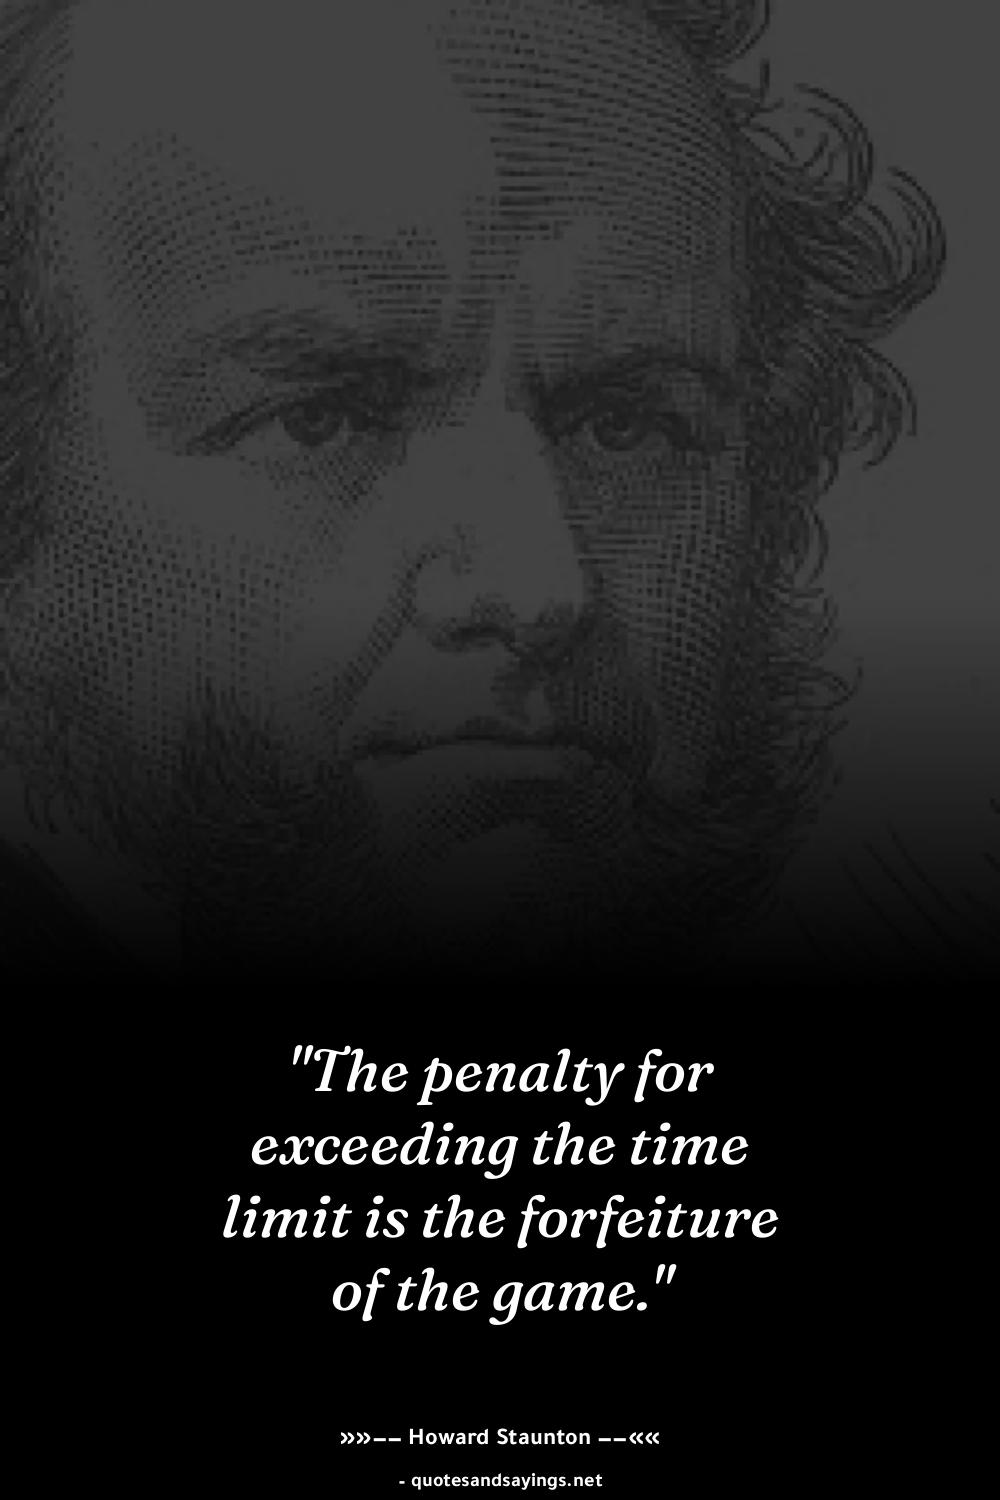 "The penalty for
exceeding the time
limit is the forfeiture
of the game."
»»—— Howard Staunton ——««
- quotesandsayings.net